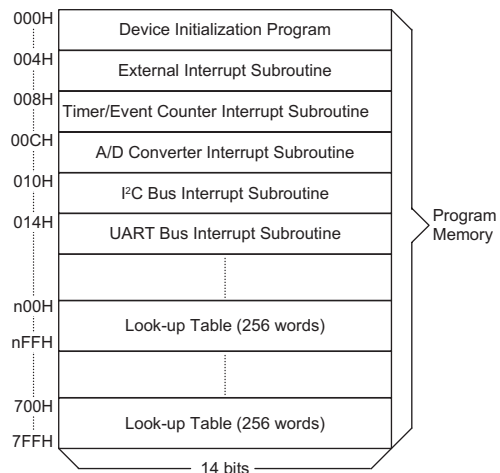 000H
Device Initialization Program
004H
External Interrupt Subroutine
008H
Timer/Event Counter Interrupt Subroutine
00CH
A/D Converter Interrupt Subroutine
010H
I²C Bus Interrupt Subroutine
014H
UART Bus Interrupt Subroutine
Program
Memory
n00H
Look-up Table (256 words)
nFFH
700H
Look-up Table (256 words)
7FFH
14 bits